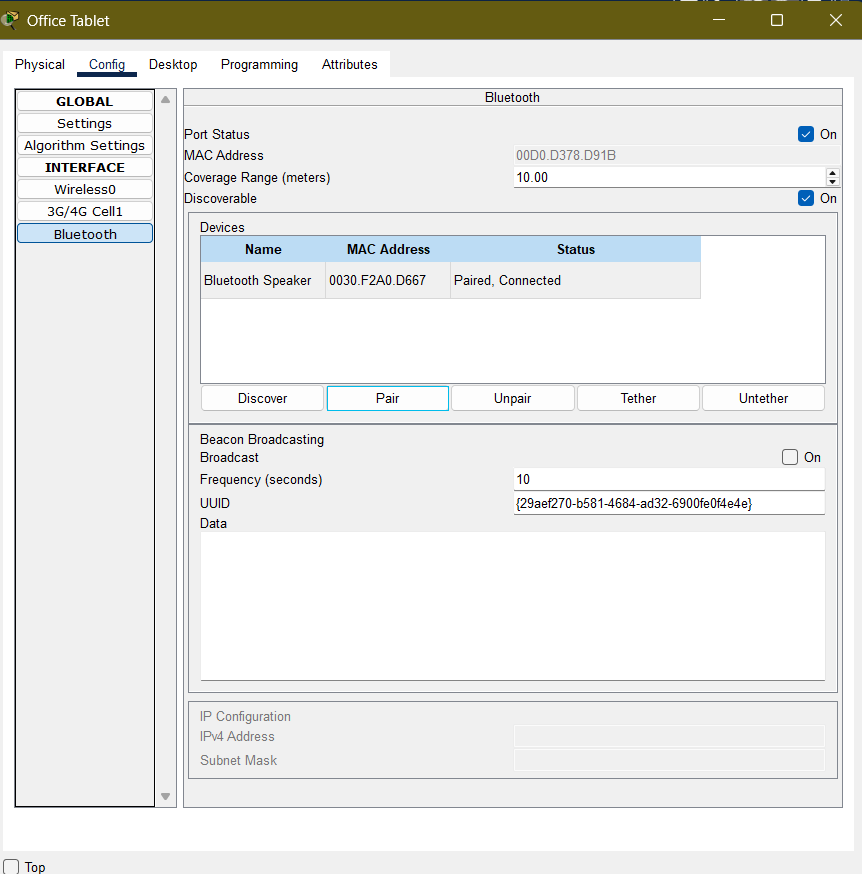 Office Tablet
Physical Config Desktop Programming Attributes
GLOBAL
Settings
Algorithm Settings
INTERFACE
Wireless0
3G/4G Cell1
Bluetooth
Bluetooth
Port Status On
MAC Address 00D0.D378.D91B
Coverage Range (meters) 10.00
Discoverable On
Devices
Name MAC Address Status
Bluetooth Speaker 0030.F2A0.D667 Paired, Connected
Discover Pair Unpair Tether Untether
Beacon Broadcasting
Broadcast On
Frequency (seconds) 10
UUID {29aef270-b581-4684-ad32-6900fe0f4e4e}
Data
IP Configuration
IPv4 Address
Subnet Mask
Top